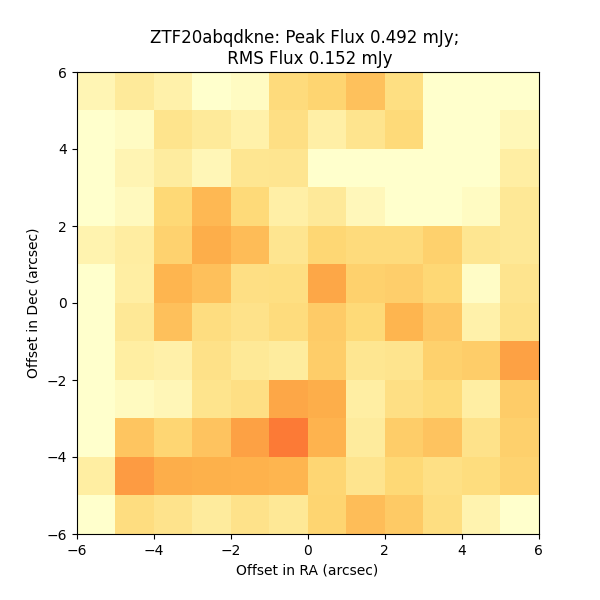 ZTF20abqdkne: Peak Flux 0.492 mJy;
RMS Flux 0.152 mJy
6
4
2
0
−2
−4
−6
Offset in Dec (arcsec)
−6 −4 −2 0 2 4 6
Offset in RA (arcsec)